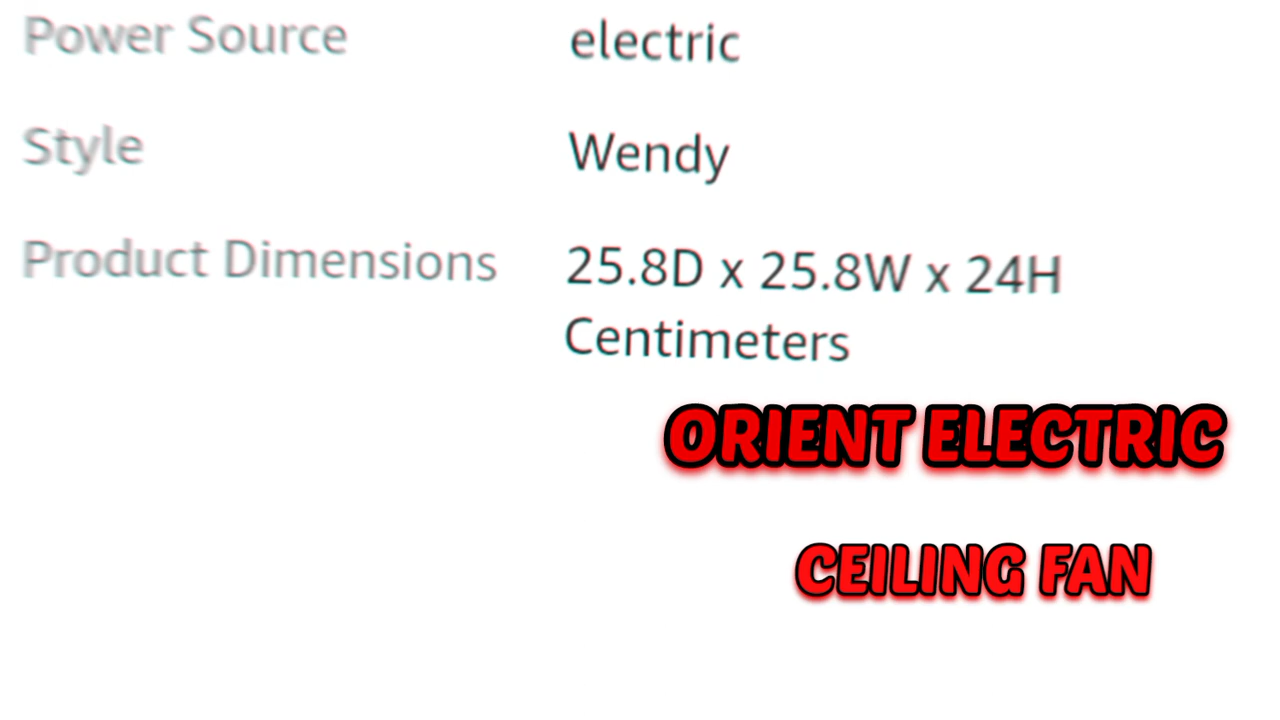 Power Source electric
Style Wendy
Product Dimensions 25.8D x 25.8W x 24H
Centimeters
ORIENT ELECTRIC
CEILING FAN